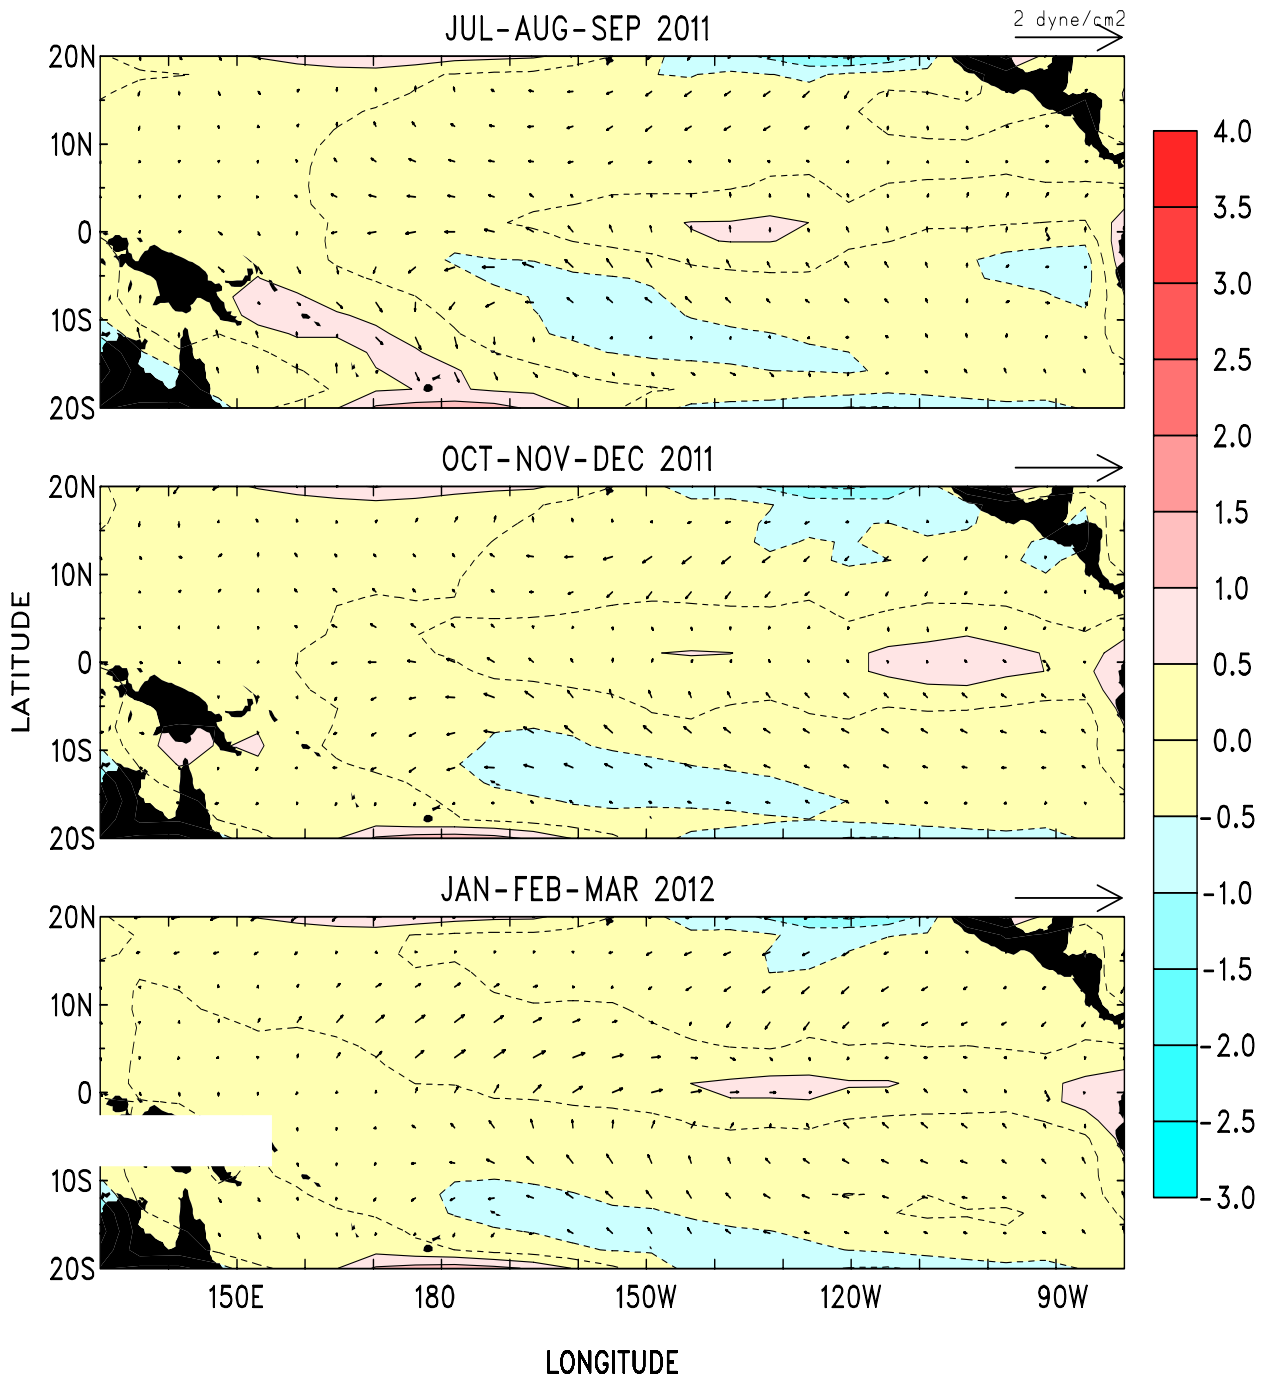 JUL-AUG-SEP 2011
2 dyne/cm2
20N
10N
0
10S
20S
OCT-NOV-DEC 2011
20N
10N
0
10S
20S
JAN-FEB-MAR 2012
20N
10N
0
10S
20S
150E 180 150W 120W 90W
LATITUDE
LONGITUDE
4.0
3.5
3.0
2.5
2.0
1.5
1.0
0.5
0.0
-0.5
-1.0
-1.5
-2.0
-2.5
-3.0